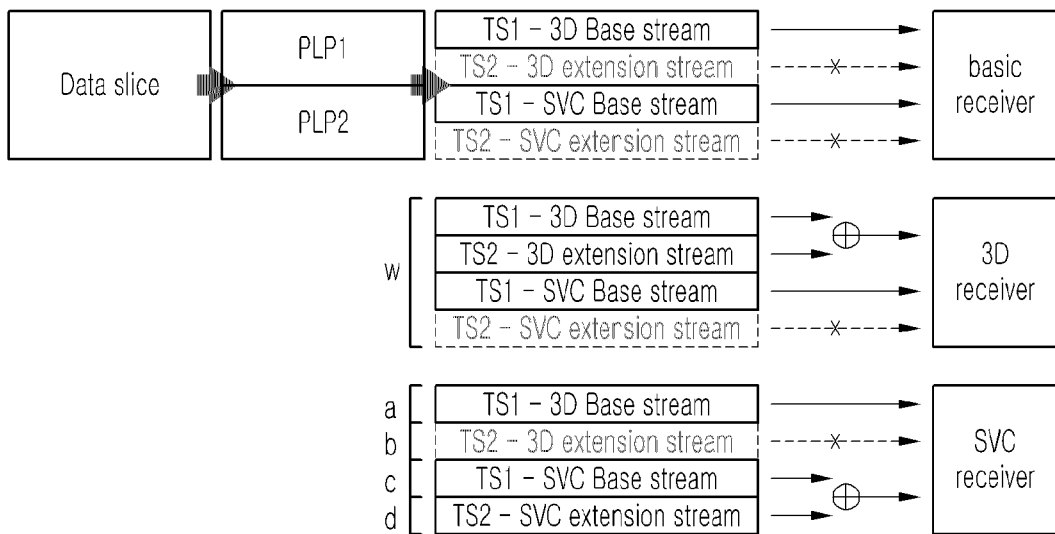 Data slice
PLP1
PLP2
TS1 - 3D Base stream
TS2 - 3D extension stream
TS1 - SVC Base stream
TS2 - SVC extension stream
basic
receiver
w
TS1 - 3D Base stream
TS2 - 3D extension stream
TS1 - SVC Base stream
TS2 - SVC extension stream
3D
receiver
a
TS1 - 3D Base stream
b
TS2 - 3D extension stream
c
TS1 - SVC Base stream
d
TS2 - SVC extension stream
SVC
receiver